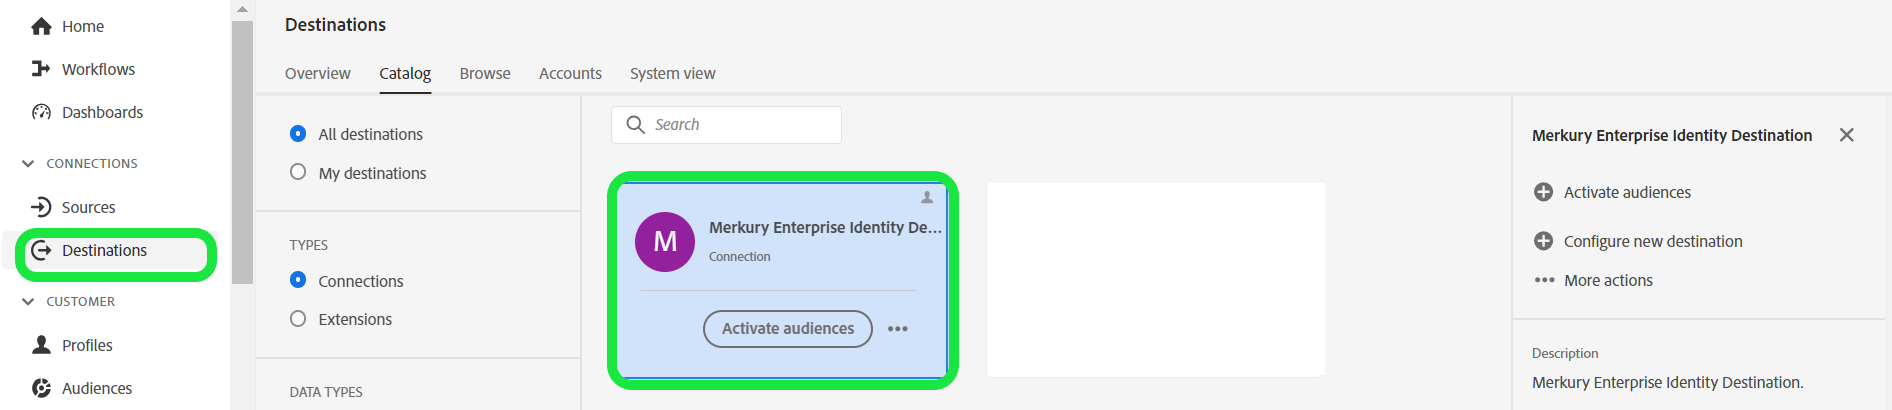 Home
Workflows
Dashboards
CONNECTIONS
Sources
Destinations
CUSTOMER
Profiles
Audiences
Destinations
Overview Catalog Browse Accounts System view
All destinations
My destinations
TYPES
Connections
Extensions
DATA TYPES
Search
M
Merkury Enterprise Identity De...
Connection
Activate audiences
Merkury Enterprise Identity Destination
Activate audiences
Configure new destination
More actions
Description
Merkury Enterprise Identity Destination.